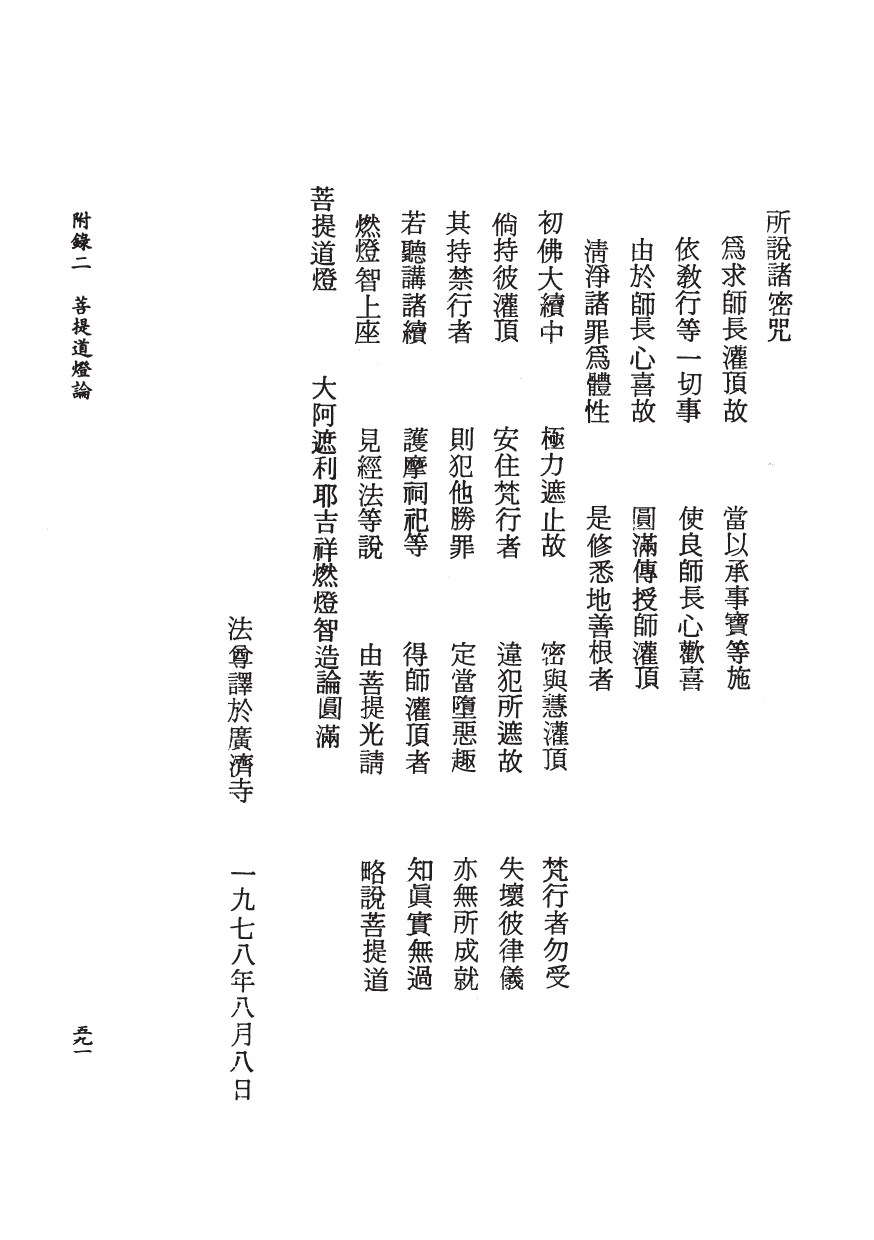 所說諸密咒
爲求師長灌頂故　當以承事寶等施
依敎行等一切事　使良師長心歡喜
由於師長心喜故　圓滿傳授師灌頂
清淨諸罪爲體性　是修悉地善根者
初佛大續中　極力遮止故　密與慧灌頂　梵行者勿受
倘持彼灌頂　安住梵行者　違犯所遮故　失壞彼律儀
其持禁行者　則犯他勝罪　定當墮惡趣　亦無所成就
若聽講諸續　護摩祠祀等　得師灌頂者　知眞實無過
燃燈智上座　見經法等說　由菩提光請　略說菩提道
菩提道燈　大阿遮利耶吉祥燃燈智造論圓滿
法尊譯於廣濟寺　一九七八年八月八日
附錄二　菩提道燈論　五九一